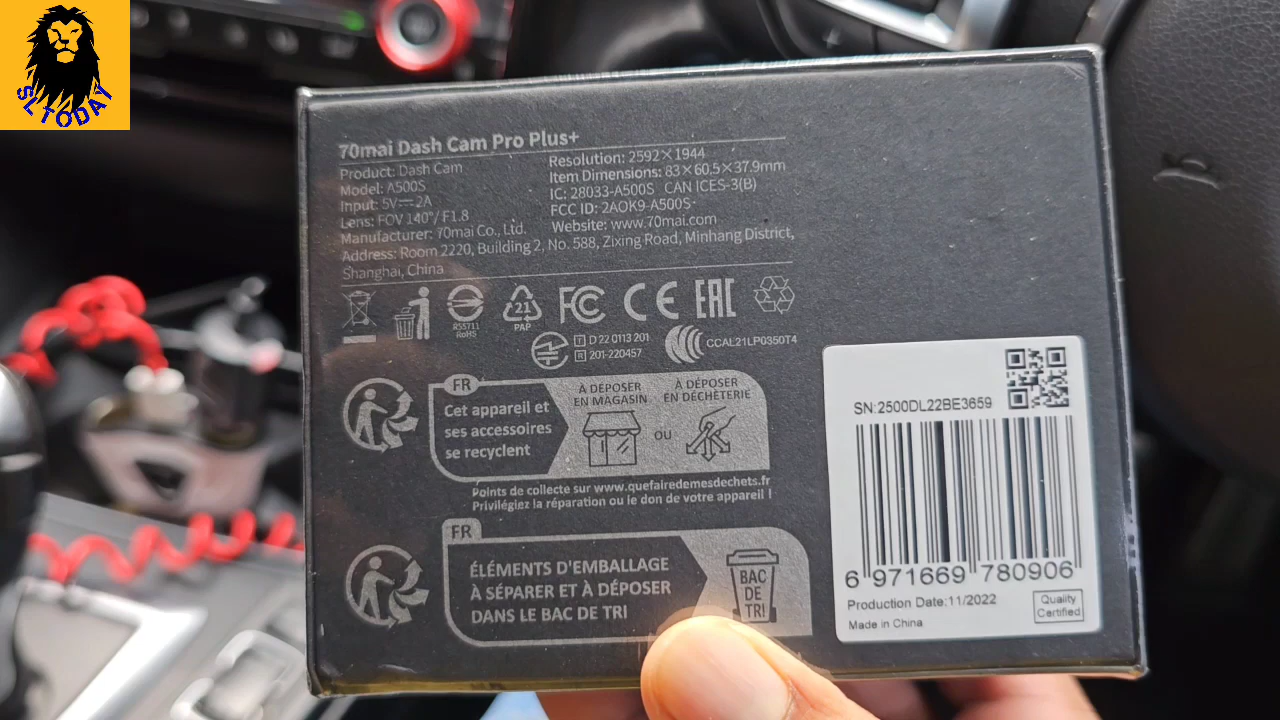 SLTODAY
70mai Dash Cam Pro Plus+
Product: Dash Cam
Model: A500S
Input: 5V⎓2A
Lens: FOV 140°/ F1.8
Manufacturer: 70mai Co., Ltd.
Resolution: 2592×1944
Item Dimensions: 83×60.5×37.9mm
IC: 28033-A500S CAN ICES-3(B)
FCC ID: 2AOK9-A500S
Website: www.70mai.com
Address: Room 2220, Building 2, No. 588, Zixing Road, Minhang District,
Shanghai, China
R55711
RoHS
21
PAP
FC
CE
EAC
T D 22 0113 201
R 201-220457
CCAL21LP0350T4
FR
Cet appareil et
ses accessoires
se recyclent
À DÉPOSER
EN MAGASIN
OU
À DÉPOSER
EN DÉCHÈTERIE
Points de collecte sur www.quefairedemesdechets.fr
Privilégiez la réparation ou le don de votre appareil !
FR
ÉLÉMENTS D'EMBALLAGE
À SÉPARER ET À DÉPOSER
DANS LE BAC DE TRI
BAC
DE
TRI
SN:2500DL22BE3659
6 971669 780906
Production Date:11/2022
Made in China
Quality
Certified